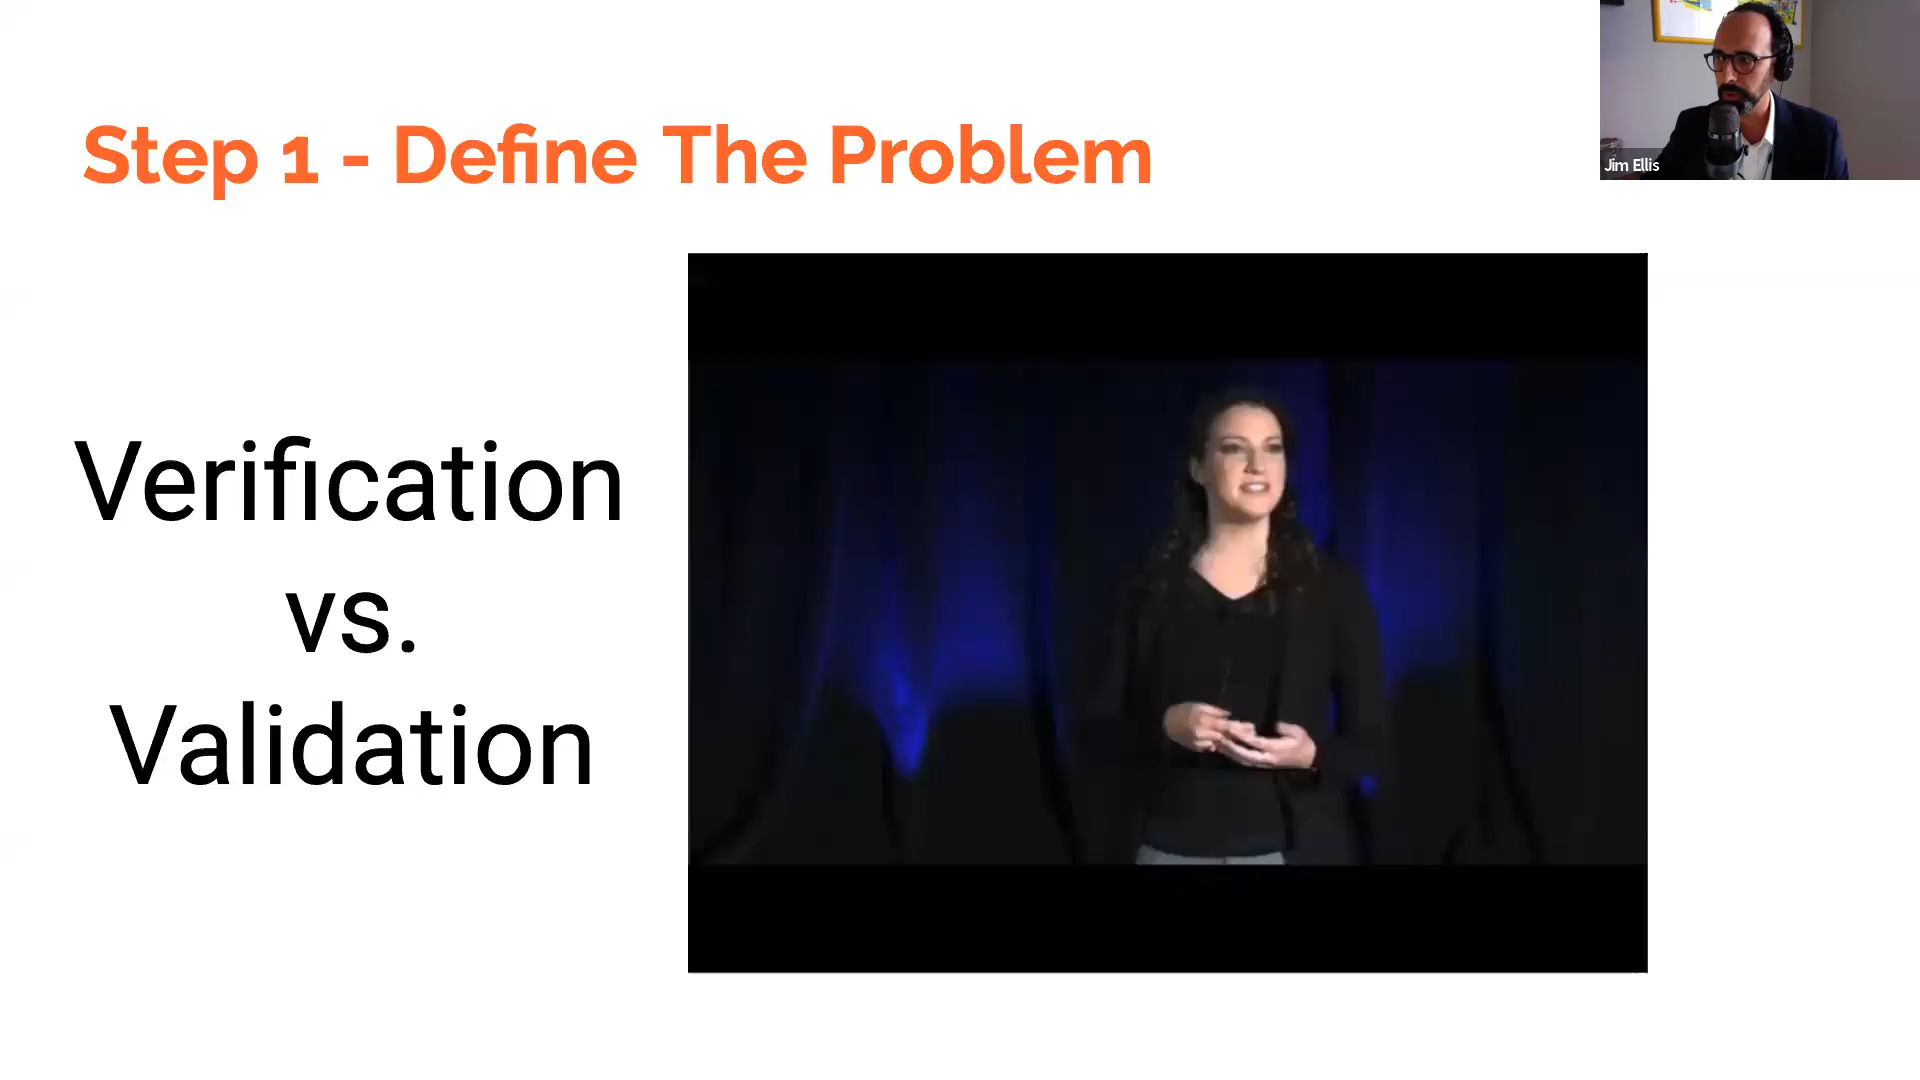 Step 1 - Define The Problem
Jim Ellis
Verification
vs.
Validation